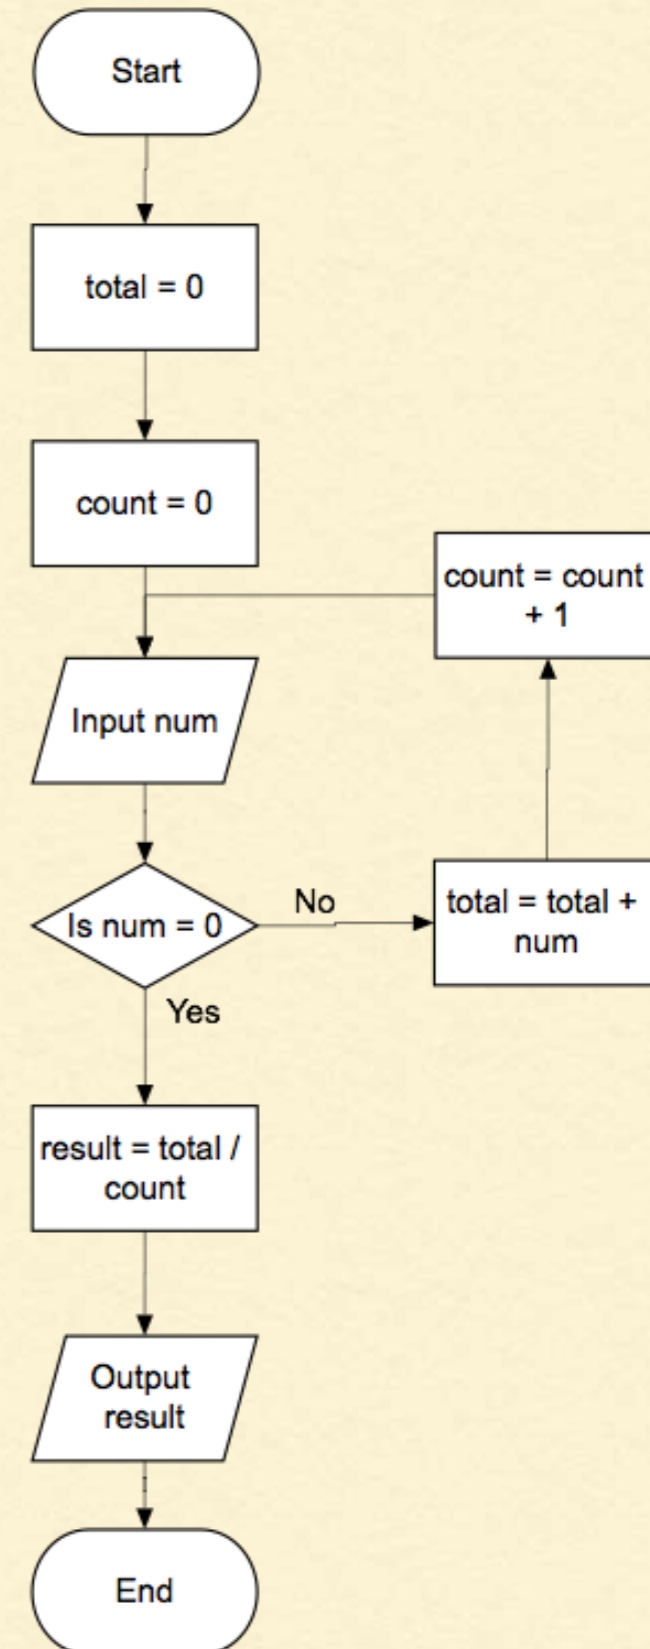 Start
total = 0
count = 0
count = count
+ 1
Input num
Is num = 0
No
total = total +
num
Yes
result = total /
count
Output
result
End